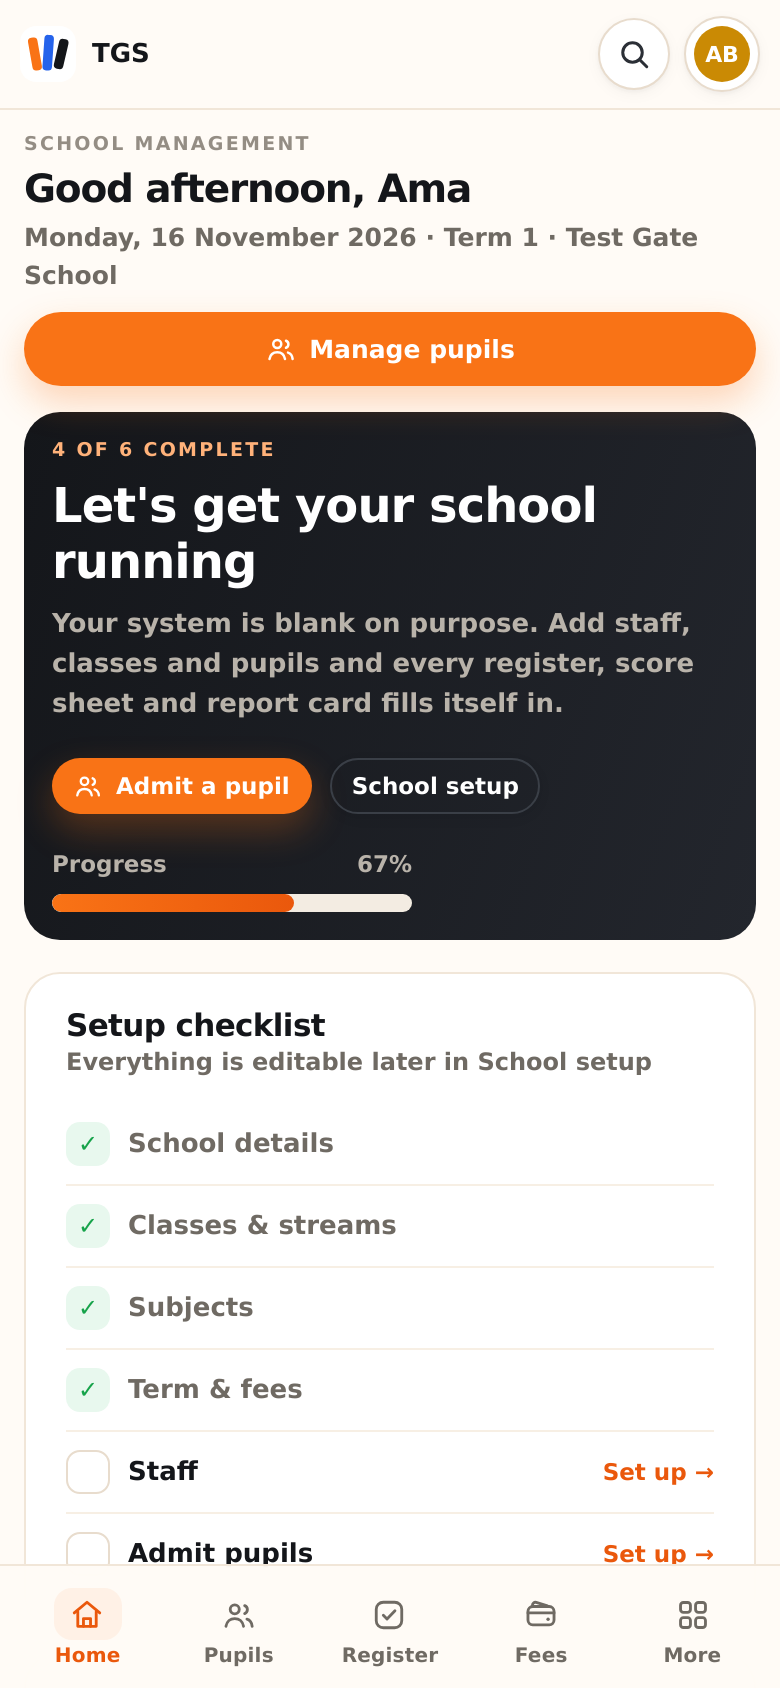 TGS
AB
SCHOOL MANAGEMENT
Good afternoon, Ama
Monday, 16 November 2026 · Term 1 · Test Gate
School
Manage pupils
4 OF 6 COMPLETE
Let's get your school
running
Your system is blank on purpose. Add staff,
classes and pupils and every register, score
sheet and report card fills itself in.
Admit a pupil
School setup
Progress 67%
Setup checklist
Everything is editable later in School setup
✓ School details
✓ Classes & streams
✓ Subjects
✓ Term & fees
Staff Set up →
Admit pupils Set up →
Home Pupils Register Fees More